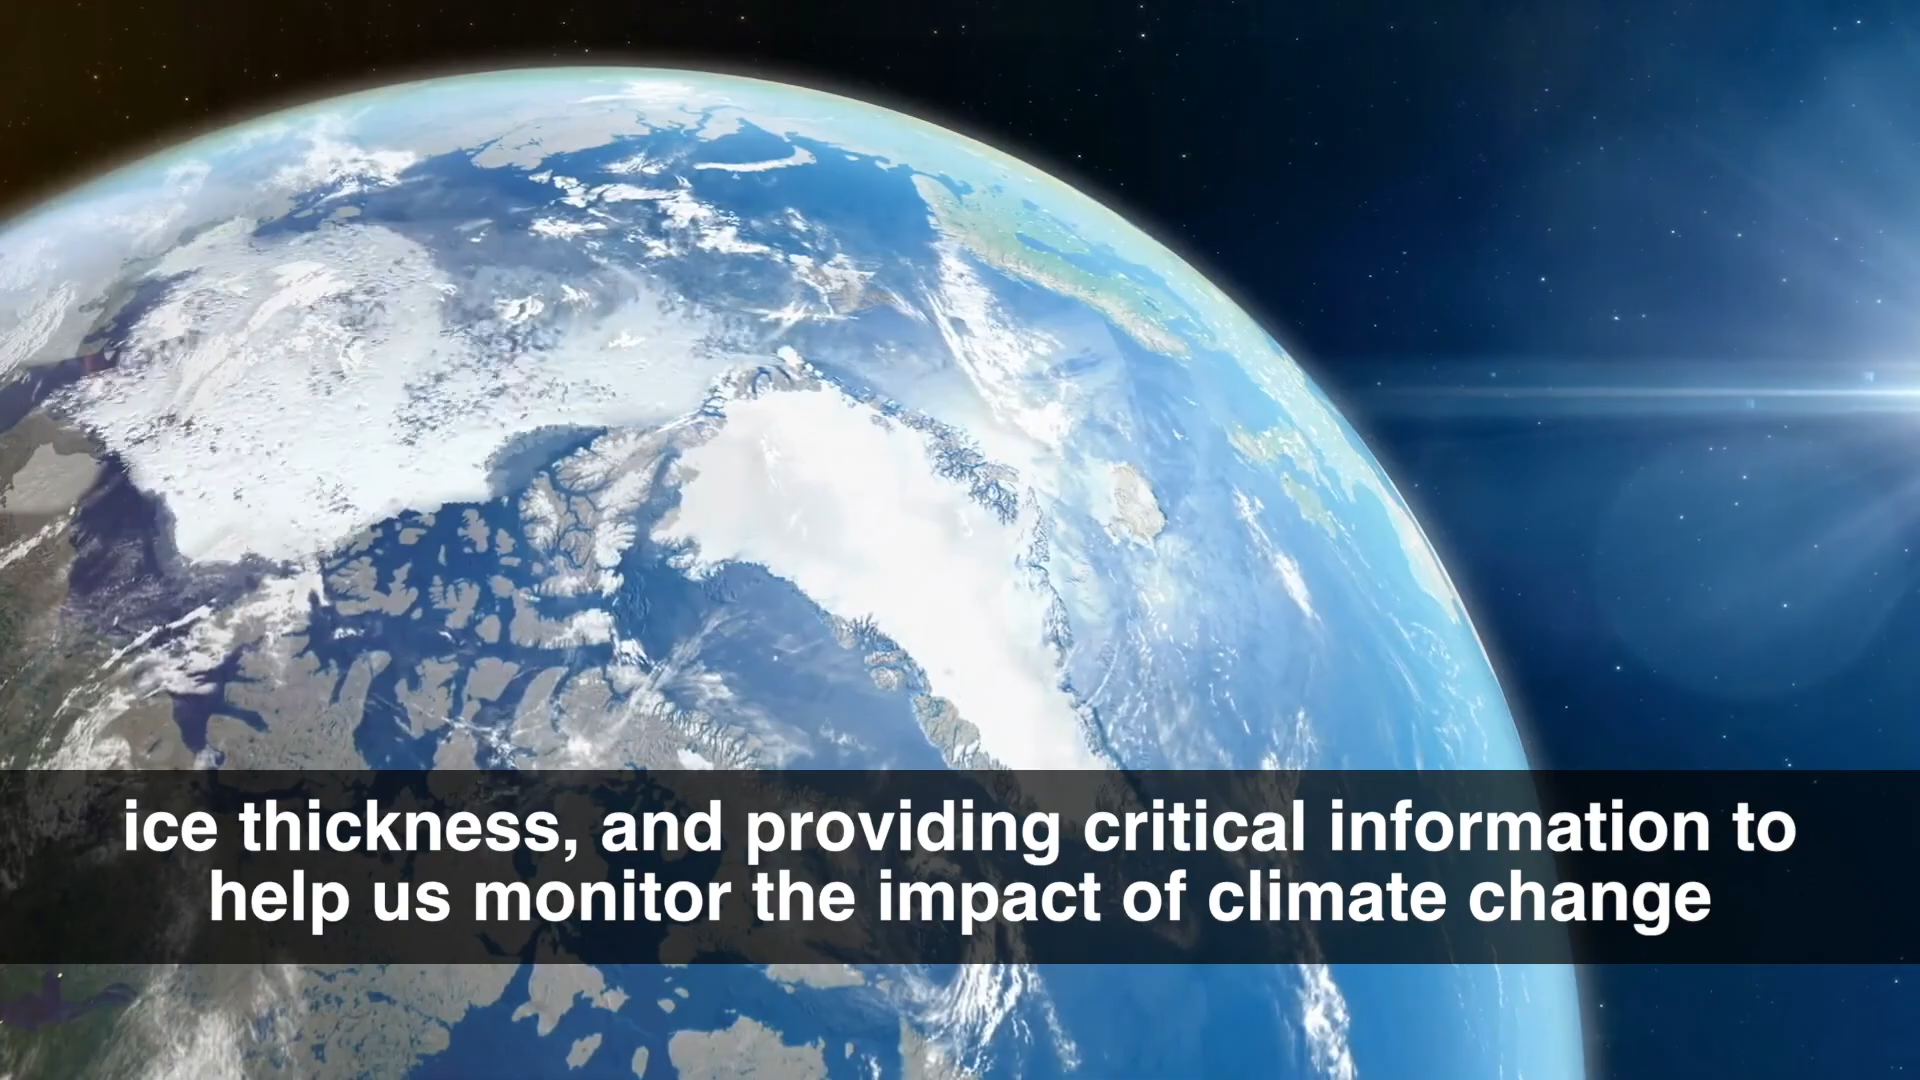 ice thickness, and providing critical information to
help us monitor the impact of climate change